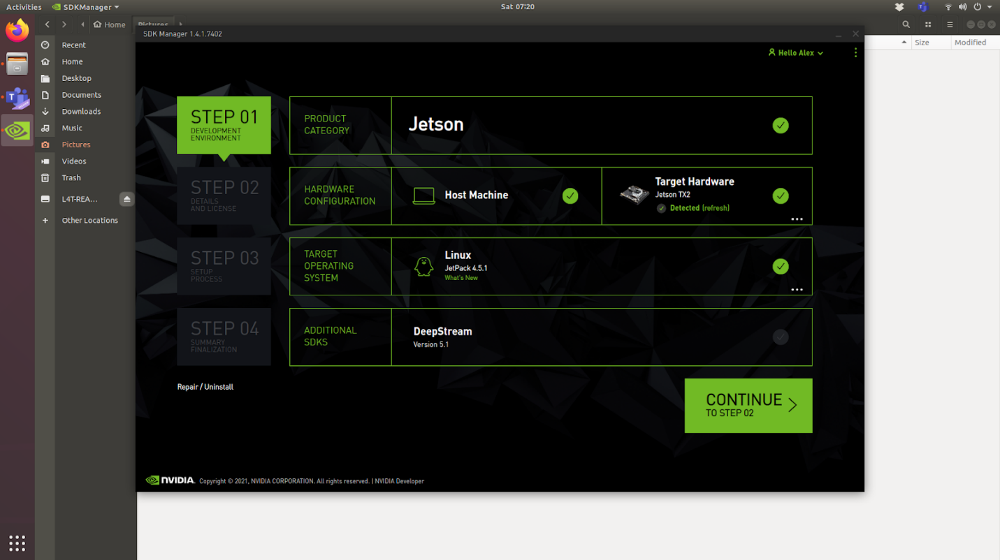 Activities
SDKManager
Sat 07:20
Home
Pictures
Recent
Home
Desktop
Documents
Downloads
Music
Pictures
Videos
Trash
L4T-REA...
Other Locations
Size
Modified
SDK Manager 1.4.1.7402
Hello Alex
STEP 01
DEVELOPMENT
ENVIRONMENT
PRODUCT
CATEGORY
Jetson
STEP 02
DETAILS
AND LICENSE
HARDWARE
CONFIGURATION
Host Machine
Target Hardware
Jetson TX2
Detected (refresh)
STEP 03
SETUP
PROCESS
TARGET
OPERATING
SYSTEM
Linux
JetPack 4.5.1
What's New
STEP 04
SUMMARY
FINALIZATION
ADDITIONAL
SDKS
DeepStream
Version 5.1
Repair / Uninstall
CONTINUE
TO STEP 02
NVIDIA. Copyright © 2021, NVIDIA CORPORATION. All rights reserved. | NVIDIA Developer